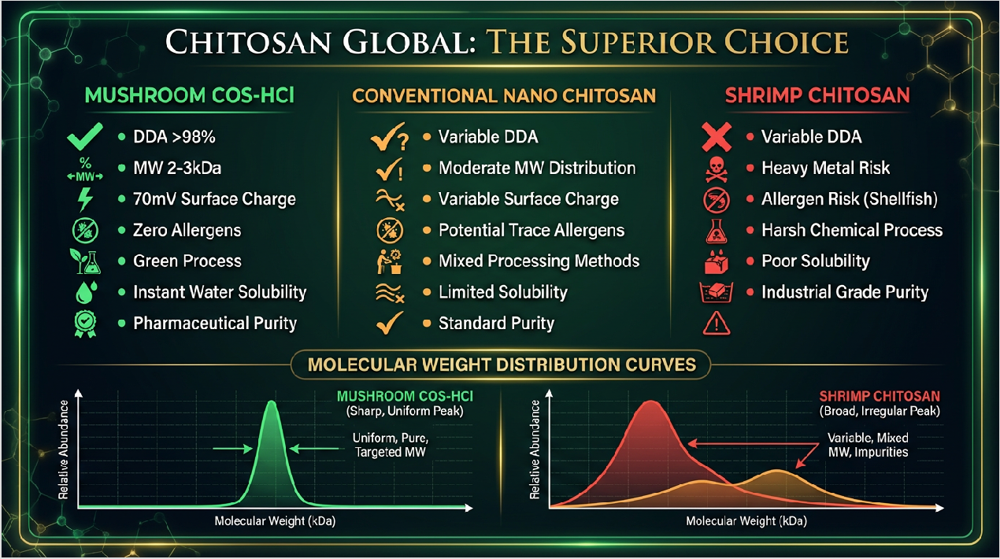 CHITOSAN GLOBAL: THE SUPERIOR CHOICE
MUSHROOM COS-HCl
DDA >98%
%
←MW→
MW 2-3kDa
70mV Surface Charge
Zero Allergens
Green Process
Instant Water Solubility
Pharmaceutical Purity
CONVENTIONAL NANO CHITOSAN
?
Variable DDA
!
Moderate MW Distribution
Variable Surface Charge
Potential Trace Allergens
Mixed Processing Methods
Limited Solubility
Standard Purity
SHRIMP CHITOSAN
Variable DDA
Heavy Metal Risk
Allergen Risk (Shellfish)
Harsh Chemical Process
Poor Solubility
Industrial Grade Purity
!
MOLECULAR WEIGHT DISTRIBUTION CURVES
Relative Abundance
MUSHROOM COS-HCl
(Sharp, Uniform Peak)
Uniform, Pure,
Targeted MW
Molecular Weight (kDa)
Relative Abundance
SHRIMP CHITOSAN
(Broad, Irregular Peak)
Variable, Mixed
MW, Impurities
Molecular Weight (kDa)